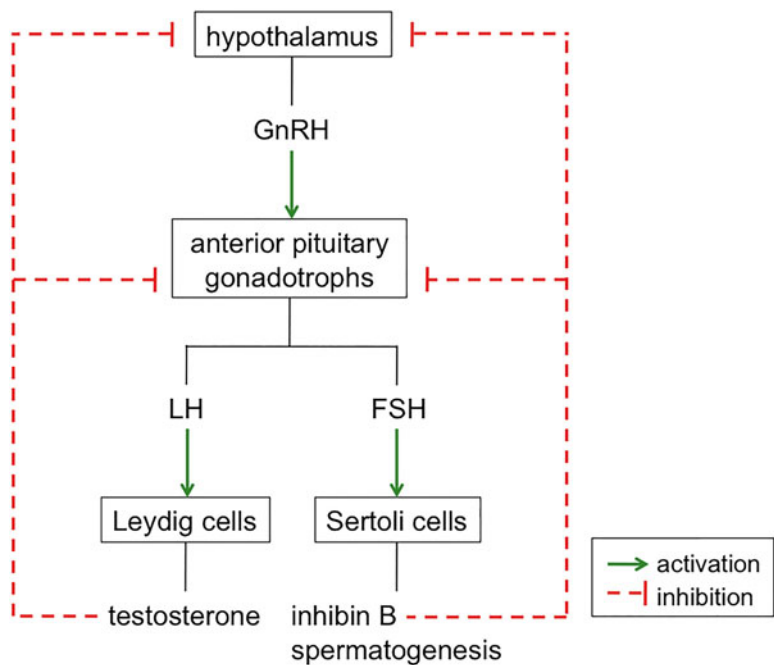 hypothalamus
GnRH
anterior pituitary
gonadotrophs
LH
FSH
Leydig cells
Sertoli cells
testosterone
inhibin B
spermatogenesis
activation
inhibition